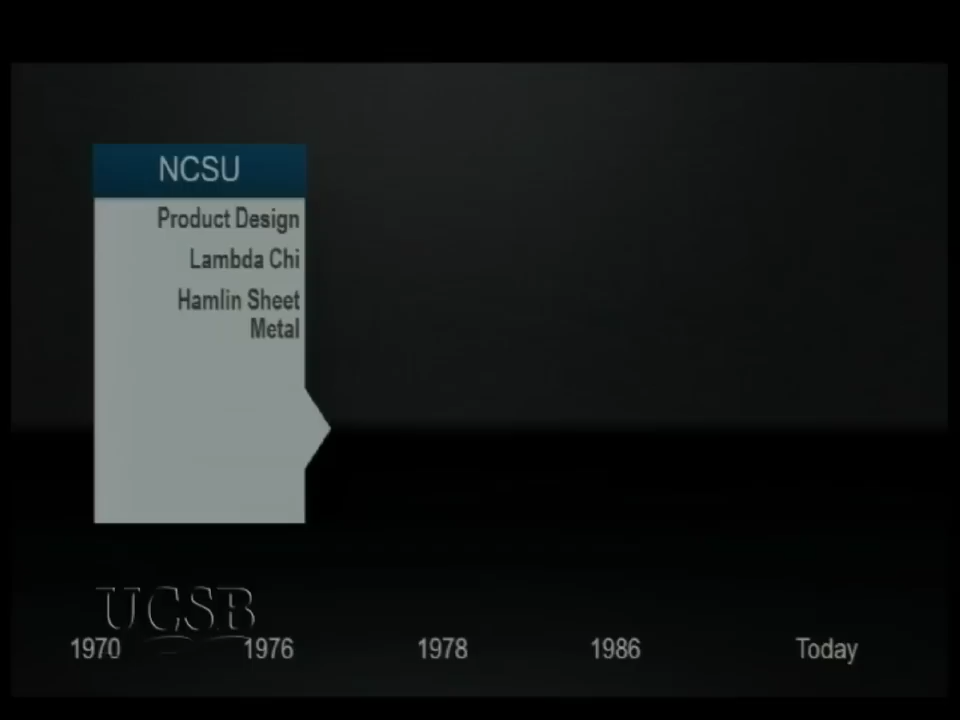 NCSU
Product Design
Lambda Chi
Hamlin Sheet
Metal
UCSB
1970 1976 1978 1986 Today